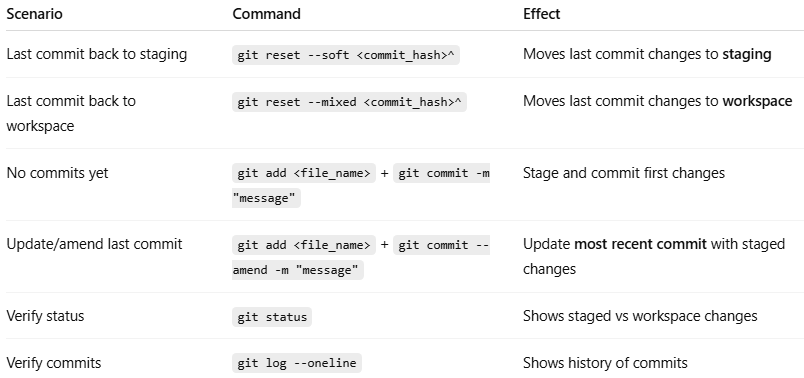 Scenario Command Effect
Last commit back to staging git reset --soft <commit_hash>^ Moves last commit changes to staging
Last commit back to git reset --mixed <commit_hash>^ Moves last commit changes to workspace
workspace
No commits yet git add <file_name> + git commit -m Stage and commit first changes
"message"
Update/amend last commit git add <file_name> + git commit -- Update most recent commit with staged
amend -m "message" changes
Verify status git status Shows staged vs workspace changes
Verify commits git log --oneline Shows history of commits